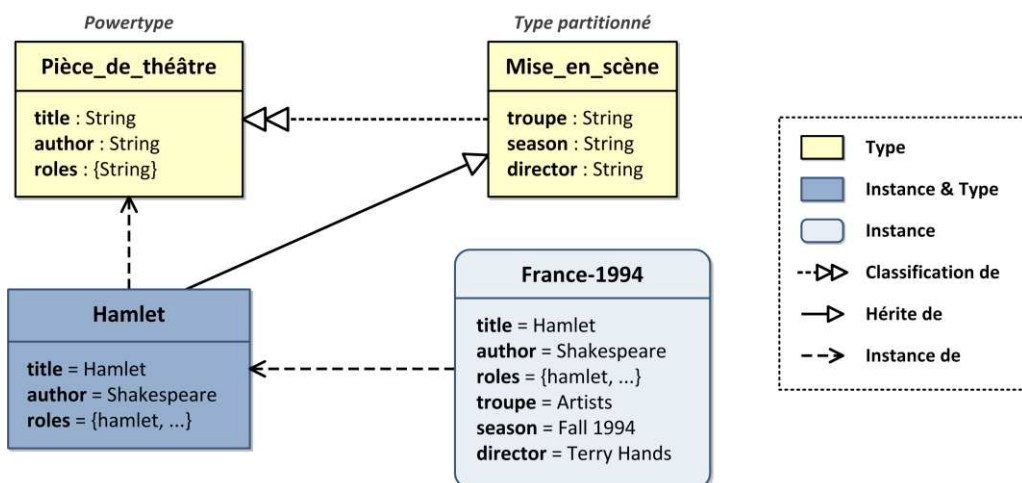 Powertype
Type partitionné
Pièce_de_théâtre
title : String
author : String
roles : {String}
Mise_en_scène
troupe : String
season : String
director : String
Type
Instance & Type
Instance
Classification de
Hérite de
Instance de
Hamlet
title = Hamlet
author = Shakespeare
roles = {hamlet, ...}
France-1994
title = Hamlet
author = Shakespeare
roles = {hamlet, ...}
troupe = Artists
season = Fall 1994
director = Terry Hands